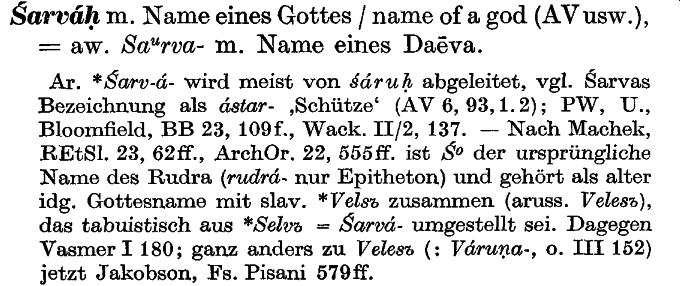 Śarváḥ m. Name eines Gottes / name of a god (AV usw.),
= aw. Saᵘrva- m. Name eines Daēva.
Ar. *Śarv-á- wird meist von śáruḥ abgeleitet, vgl. Śarvas
Bezeichnung als ástar- ‚Schütze‘ (AV 6, 93, 1. 2); PW, U.,
Bloomfield, BB 23, 109f., Wack. II/2, 137. — Nach Machek,
REtSl. 23, 62ff., ArchOr. 22, 555ff. ist Ś° der ursprüngliche
Name des Rudra (rudrá- nur Epitheton) und gehört als alter
idg. Gottesname mit slav. *Velsъ zusammen (aruss. Velesъ),
das tabuistisch aus *Selvъ = Śarvá- umgestellt sei. Dagegen
Vasmer I 180; ganz anders zu Velesъ (: Váruṇa-, o. III 152)
jetzt Jakobson, Fs. Pisani 579ff.